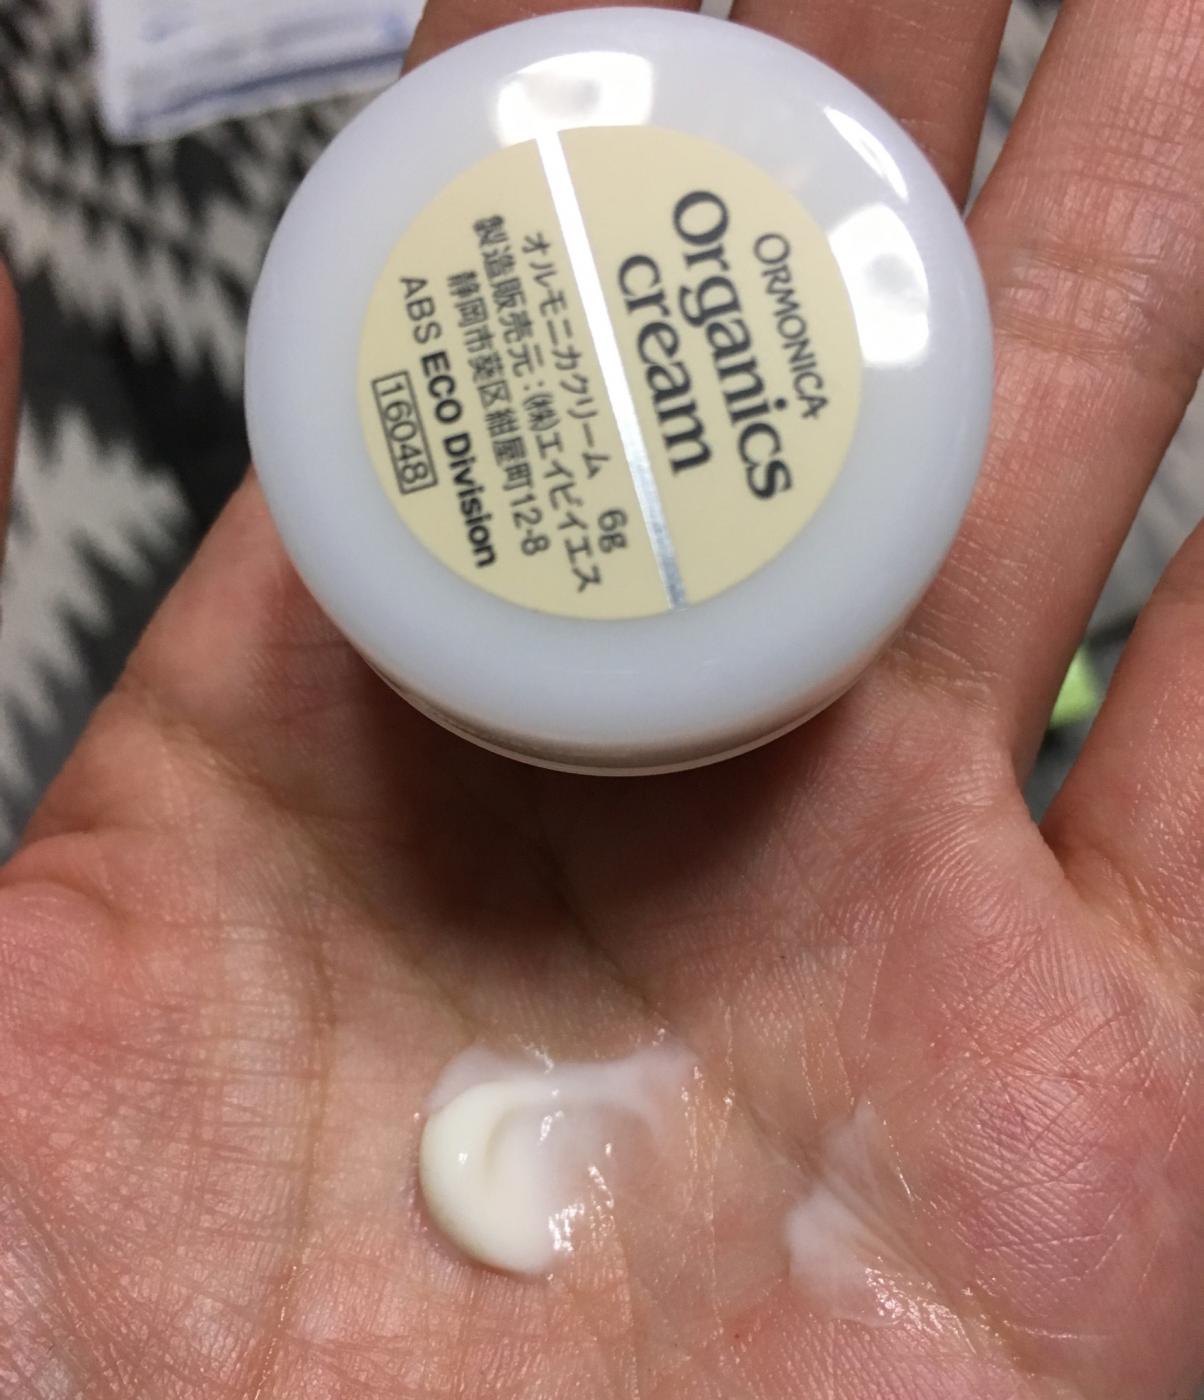 ORMONICA
Organics
cream
オルモニカクリーム 6g
製造販売元:㈱エイビイエス
静岡市葵区紺屋町12-8
ABS ECO Division
16048